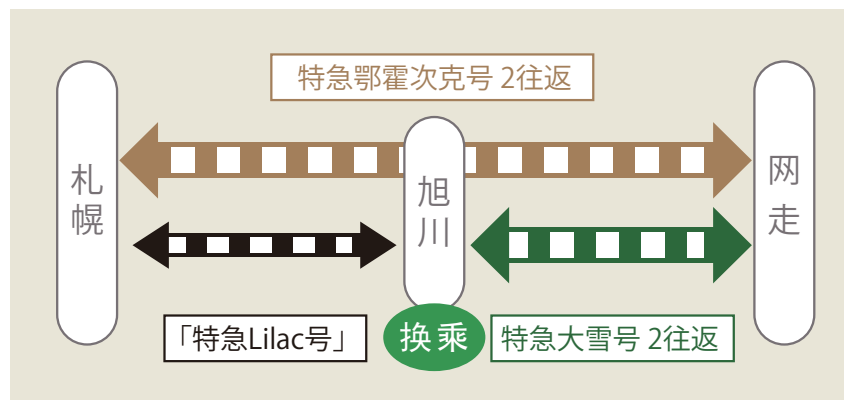 特急鄂霍次克号 2往返
札幌
旭川
网走
「特急Lilac号」
换乘
特急大雪号 2往返